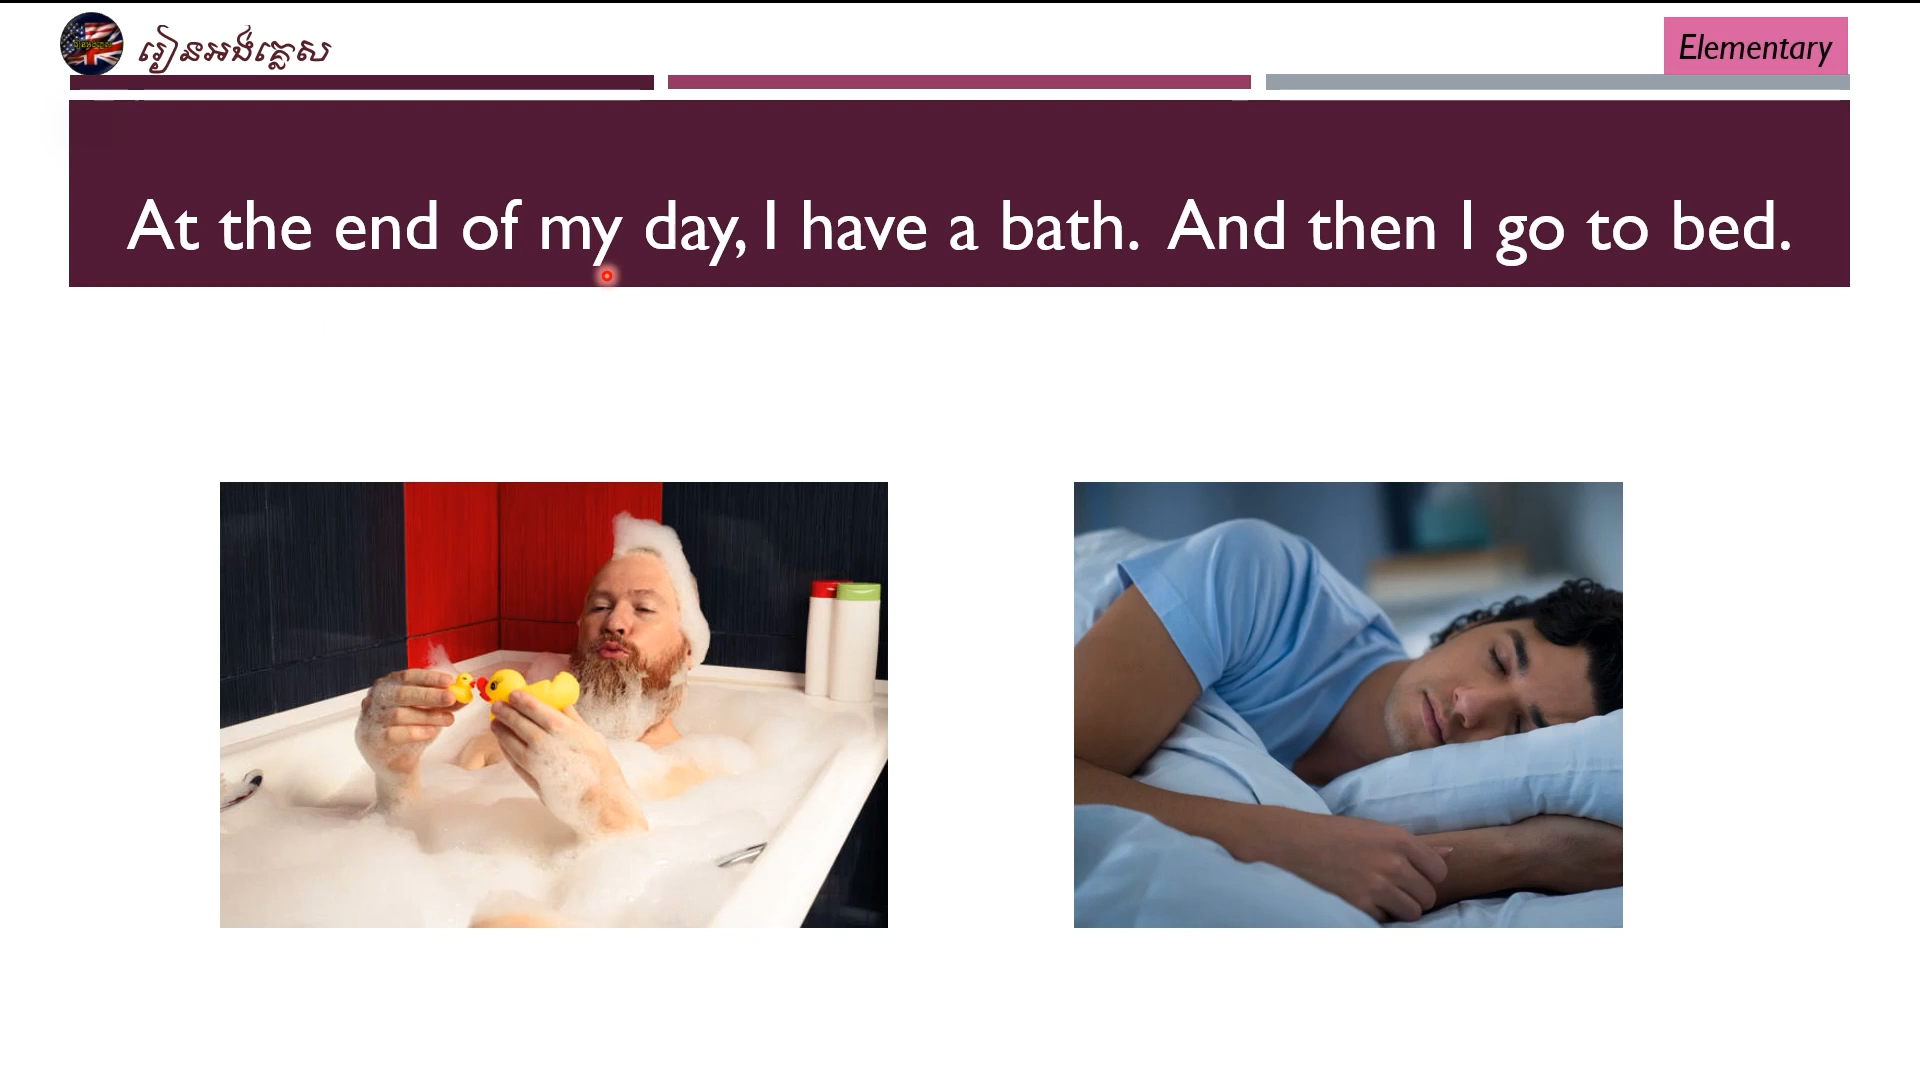 រៀនអង់គ្លេស
Elementary
At the end of my day, I have a bath. And then I go to bed.